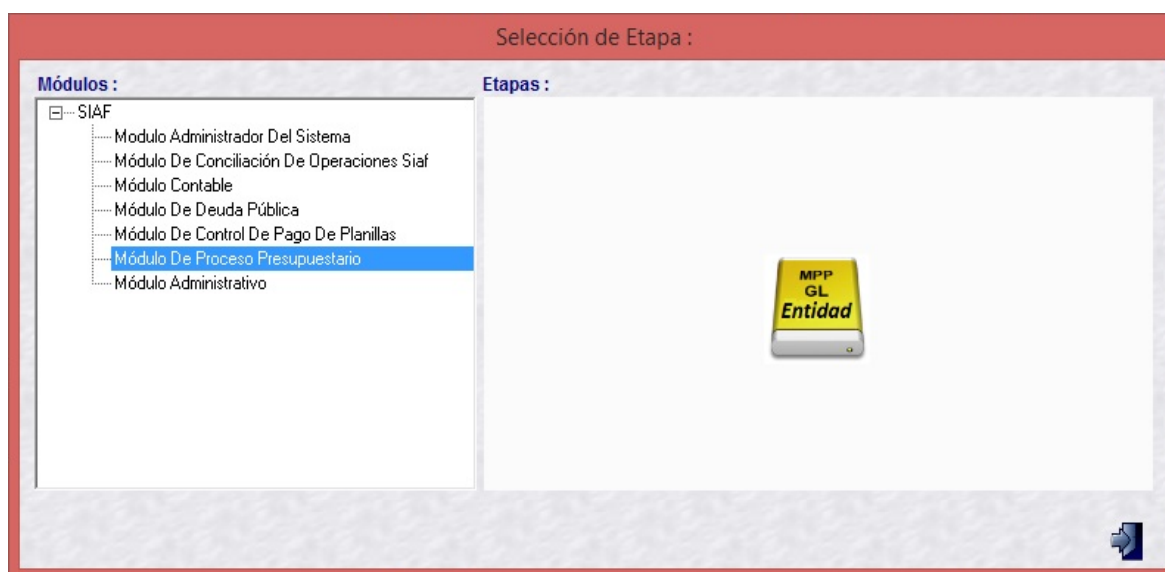 Selección de Etapa :
Módulos :
Etapas :
SIAF
Modulo Administrador Del Sistema
Módulo De Conciliación De Operaciones Siaf
Módulo Contable
Módulo De Deuda Pública
Módulo De Control De Pago De Planillas
Módulo De Proceso Presupuestario
Módulo Administrativo
MPP
GL
Entidad